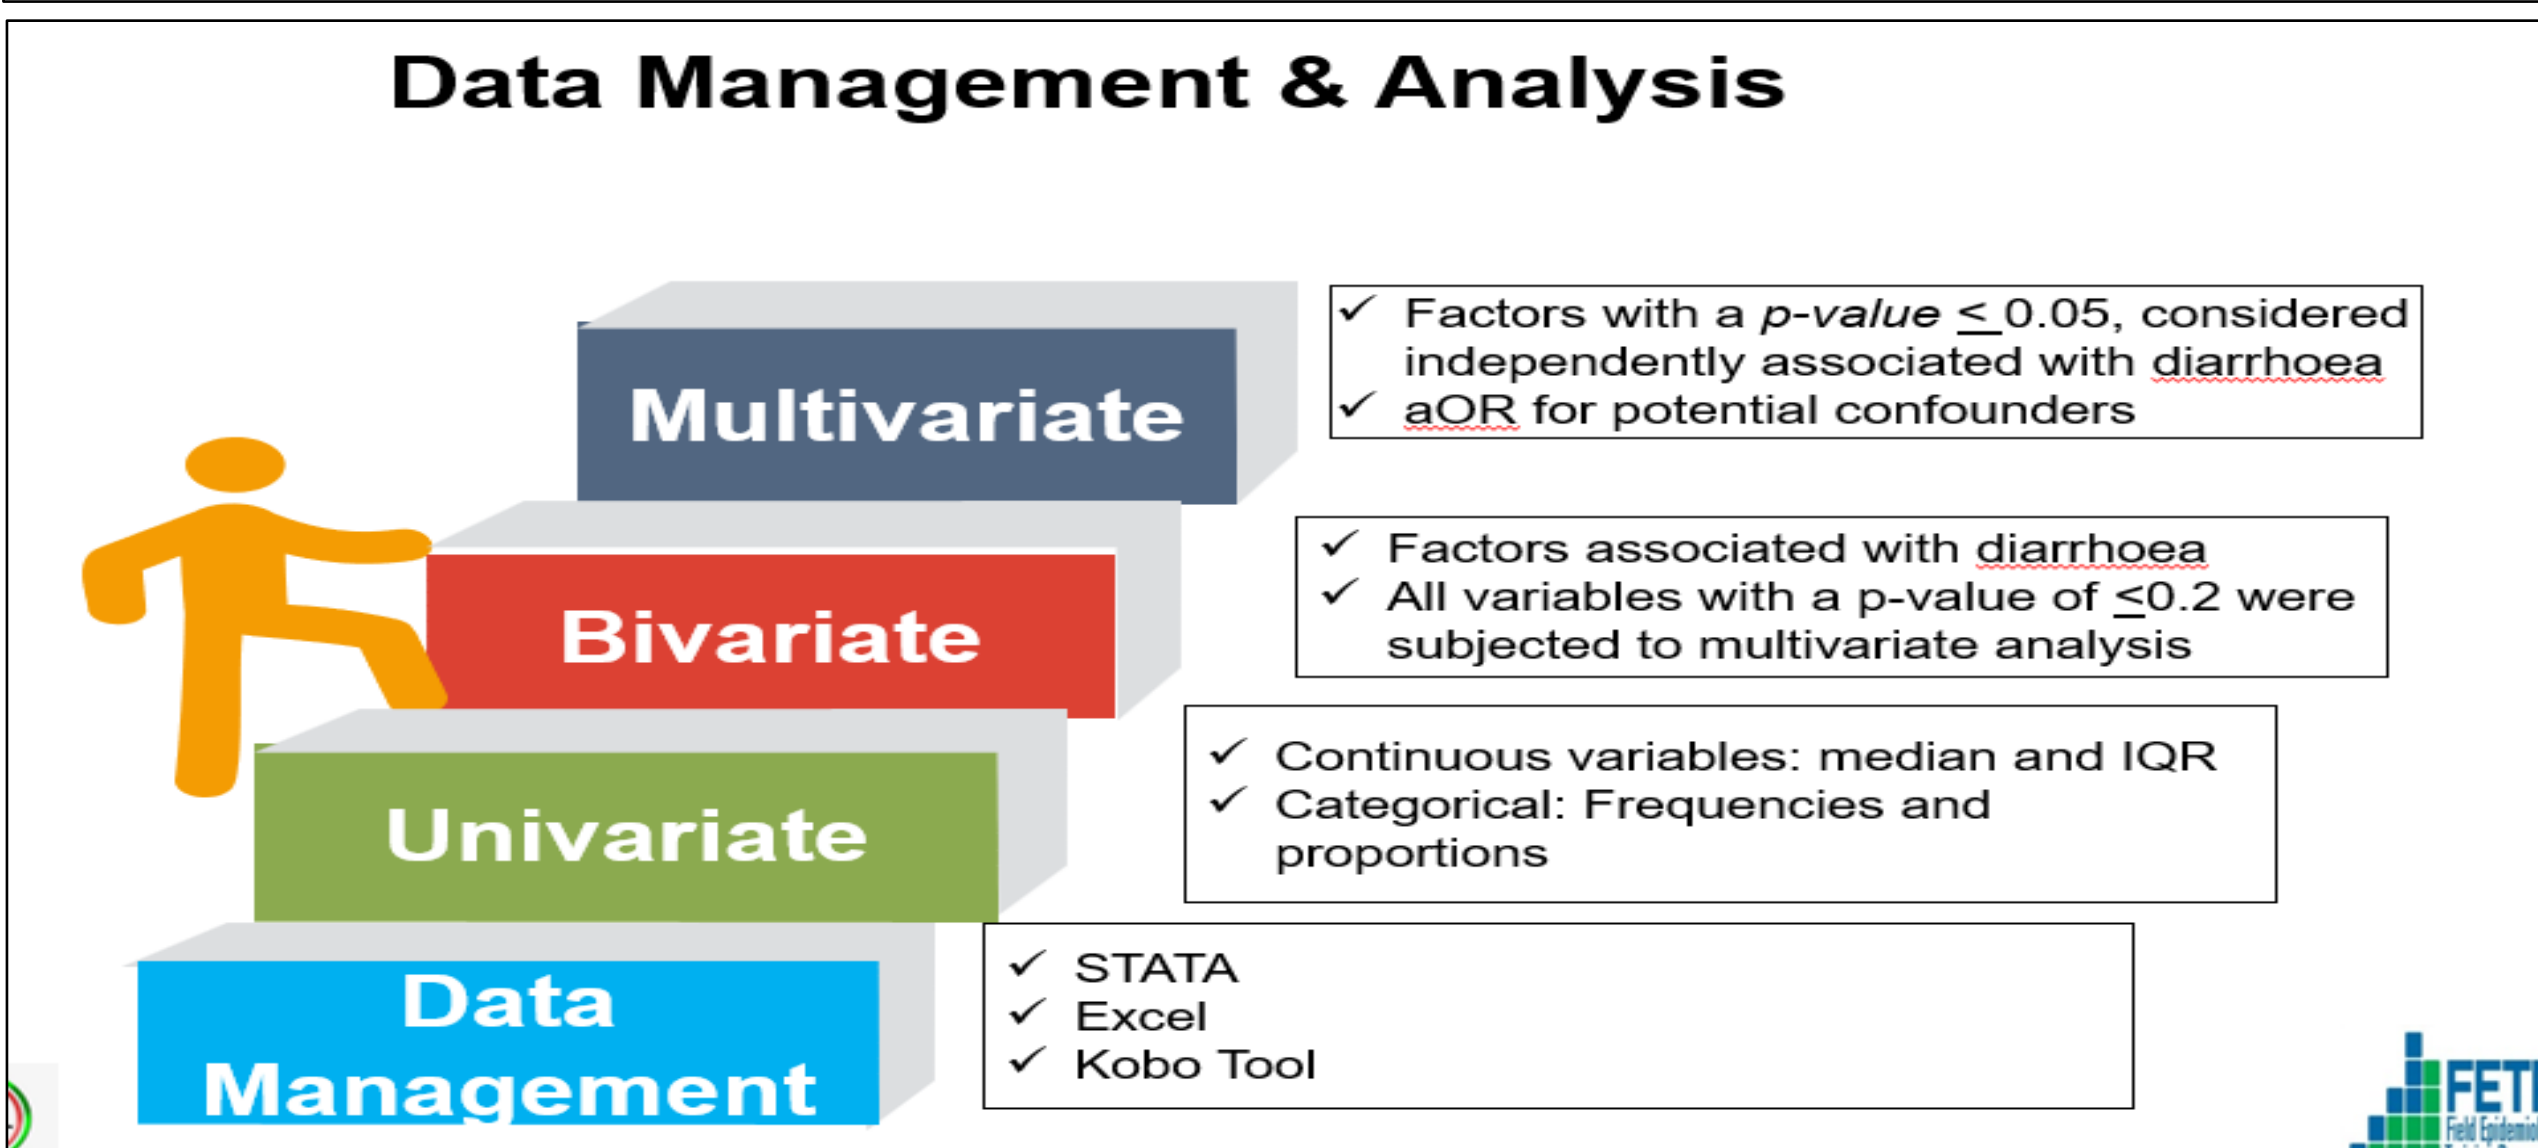 Data Management & Analysis
Multivariate
✓ Factors with a p-value < 0.05, considered
independently associated with diarrhoea
✓ aOR for potential confounders
Bivariate
✓ Factors associated with diarrhoea
✓ All variables with a p-value of <0.2 were
subjected to multivariate analysis
Univariate
✓ Continuous variables: median and IQR
✓ Categorical: Frequencies and
proportions
Data
Management
✓ STATA
✓ Excel
✓ Kobo Tool
Field